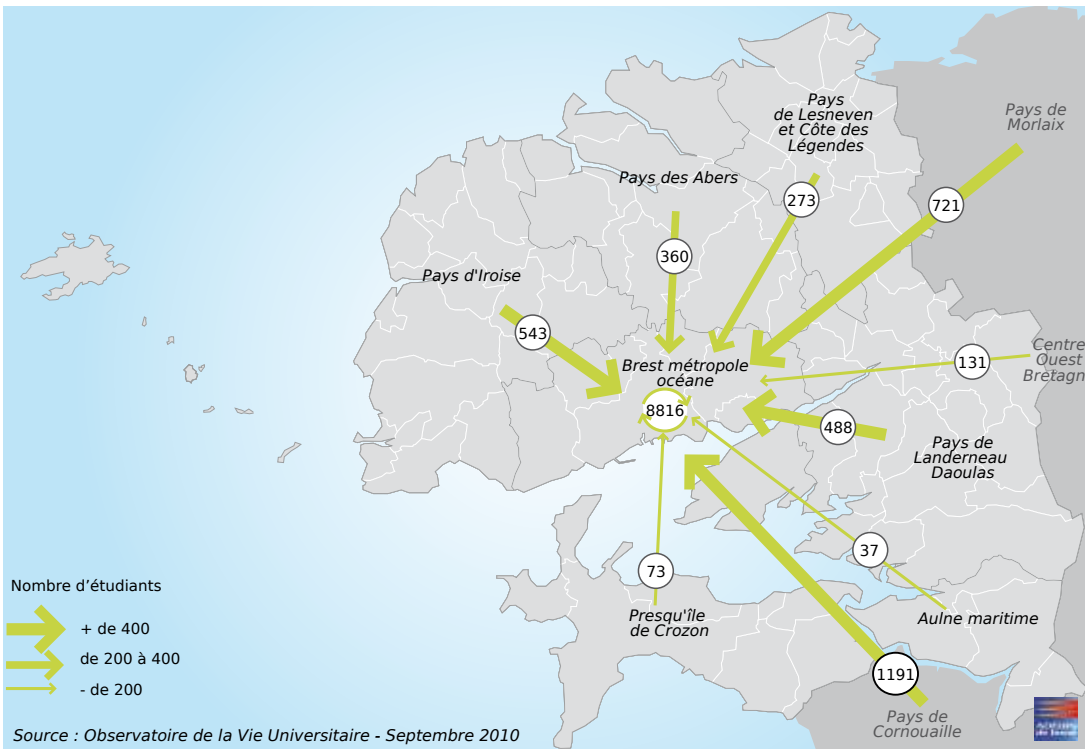 Pays
de Lesneven
et Côte des
Légendes
Pays de
Morlaix
Pays des Abers
273
721
360
Pays d'Iroise
543
Centre
Ouest
Bretagn
131
Brest métropole
océane
8816
488
Pays de
Landerneau
Daoulas
37
73
Nombre d’étudiants
+ de 400
de 200 à 400
- de 200
Presqu'île
de Crozon
Aulne maritime
1191
Pays de
Cornouaille
Source : Observatoire de la Vie Universitaire - Septembre 2010